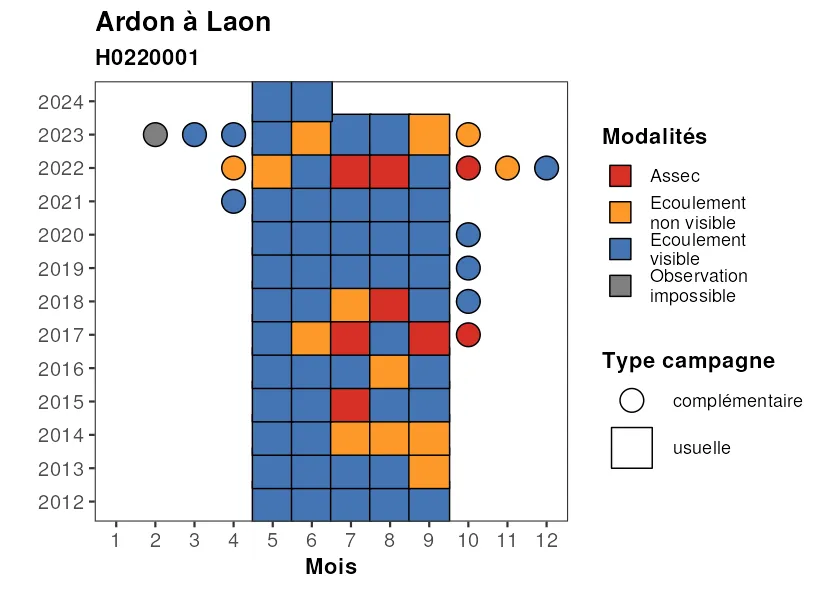 Ardon à Laon
H0220001
2024
2023
2022
2021
2020
2019
2018
2017
2016
2015
2014
2013
2012
1 2 3 4 5 6 7 8 9 10 11 12
Mois
Modalités
Assec
Ecoulement
non visible
Ecoulement
visible
Observation
impossible
Type campagne
complémentaire
usuelle